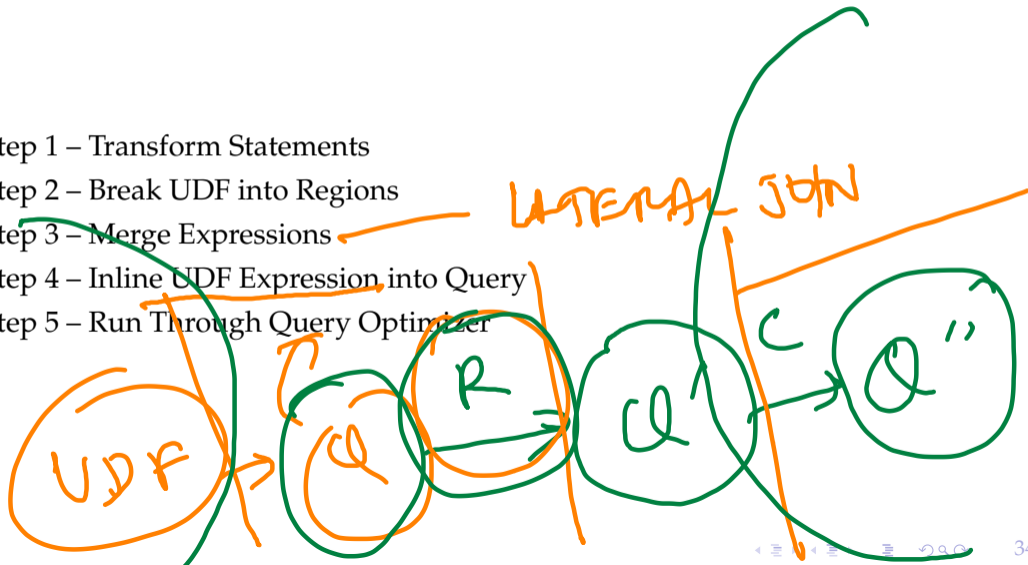 tep 1 – Transform Statements
tep 2 – Break UDF into Regions
LATERAL JOIN
tep 3 – Merge Expressions
tep 4 – Inline UDF Expression into Query
tep 5 – Run Through Query Optimizer
UDF Q R Q' C Q''
34